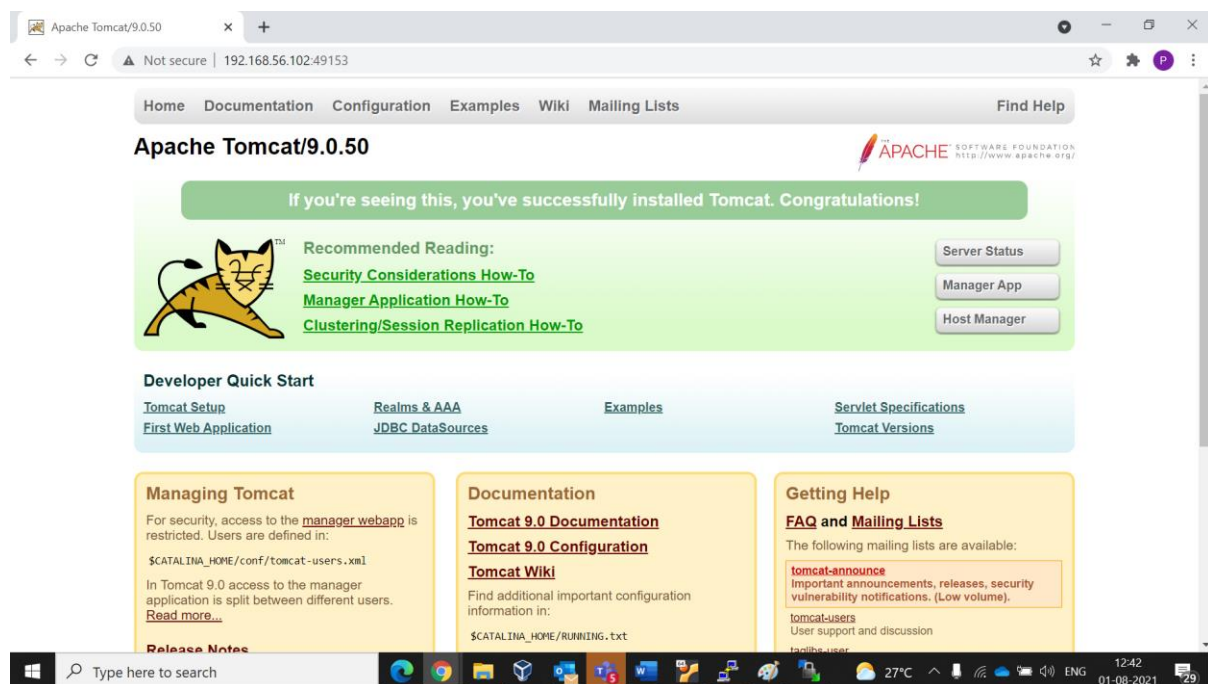 Apache Tomcat/9.0.50
Not secure | 192.168.56.102:49153
P
Home Documentation Configuration Examples Wiki Mailing Lists Find Help
Apache Tomcat/9.0.50
THE
APACHE SOFTWARE FOUNDATION
http://www.apache.org/
If you're seeing this, you've successfully installed Tomcat. Congratulations!
TM
Recommended Reading:
Security Considerations How-To
Manager Application How-To
Clustering/Session Replication How-To
Server Status
Manager App
Host Manager
Developer Quick Start
Tomcat Setup
First Web Application
Realms & AAA
JDBC DataSources
Examples
Servlet Specifications
Tomcat Versions
Managing Tomcat
For security, access to the manager webapp is
restricted. Users are defined in:
$CATALINA_HOME/conf/tomcat-users.xml
In Tomcat 9.0 access to the manager
application is split between different users.
Read more...
Release Notes
Documentation
Tomcat 9.0 Documentation
Tomcat 9.0 Configuration
Tomcat Wiki
Find additional important configuration
information in:
$CATALINA_HOME/RUNNING.txt
Getting Help
FAQ and Mailing Lists
The following mailing lists are available:
tomcat-announce
Important announcements, releases, security
vulnerability notifications. (Low volume).
tomcat-users
User support and discussion
taglibs-user
Type here to search
27°C
ENG
12:42
01-08-2021
29